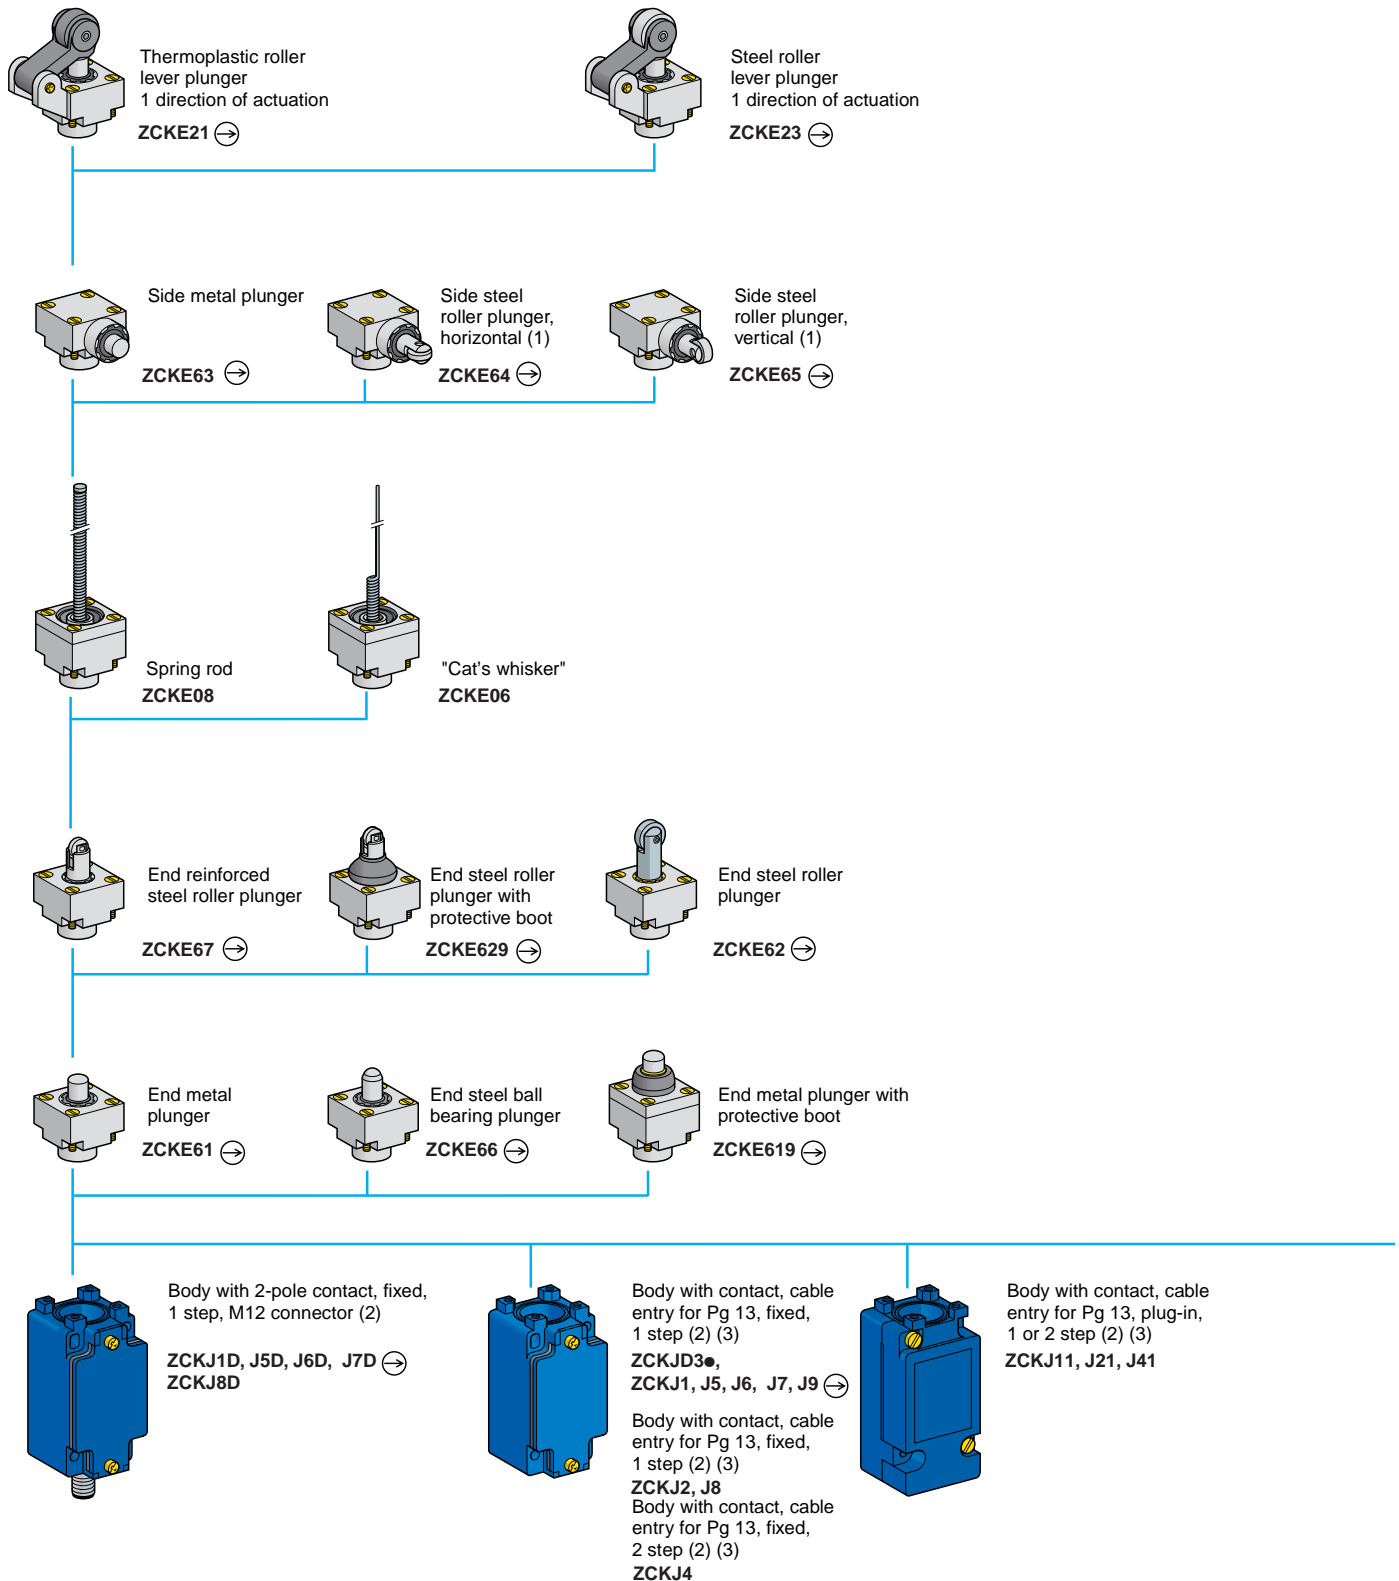 Thermoplastic roller
lever plunger
1 direction of actuation
ZCKE21
Steel roller
lever plunger
1 direction of actuation
ZCKE23
Side metal plunger
ZCKE63
Side steel
roller plunger,
horizontal (1)
ZCKE64
Side steel
roller plunger,
vertical (1)
ZCKE65
Spring rod
ZCKE08
"Cat's whisker"
ZCKE06
End reinforced
steel roller plunger
ZCKE67
End steel roller
plunger with
protective boot
ZCKE629
End steel roller
plunger
ZCKE62
End metal
plunger
ZCKE61
End steel ball
bearing plunger
ZCKE66
End metal plunger with
protective boot
ZCKE619
Body with 2-pole contact, fixed,
1 step, M12 connector (2)
ZCKJ1D, J5D, J6D, J7D
ZCKJ8D
Body with contact, cable
entry for Pg 13, fixed,
1 step (2) (3)
ZCKJD3●,
ZCKJ1, J5, J6, J7, J9
Body with contact, cable
entry for Pg 13, fixed,
1 step (2) (3)
ZCKJ2, J8
Body with contact, cable
entry for Pg 13, fixed,
2 step (2) (3)
ZCKJ4
Body with contact, cable
entry for Pg 13, plug-in,
1 or 2 step (2) (3)
ZCKJ11, J21, J41